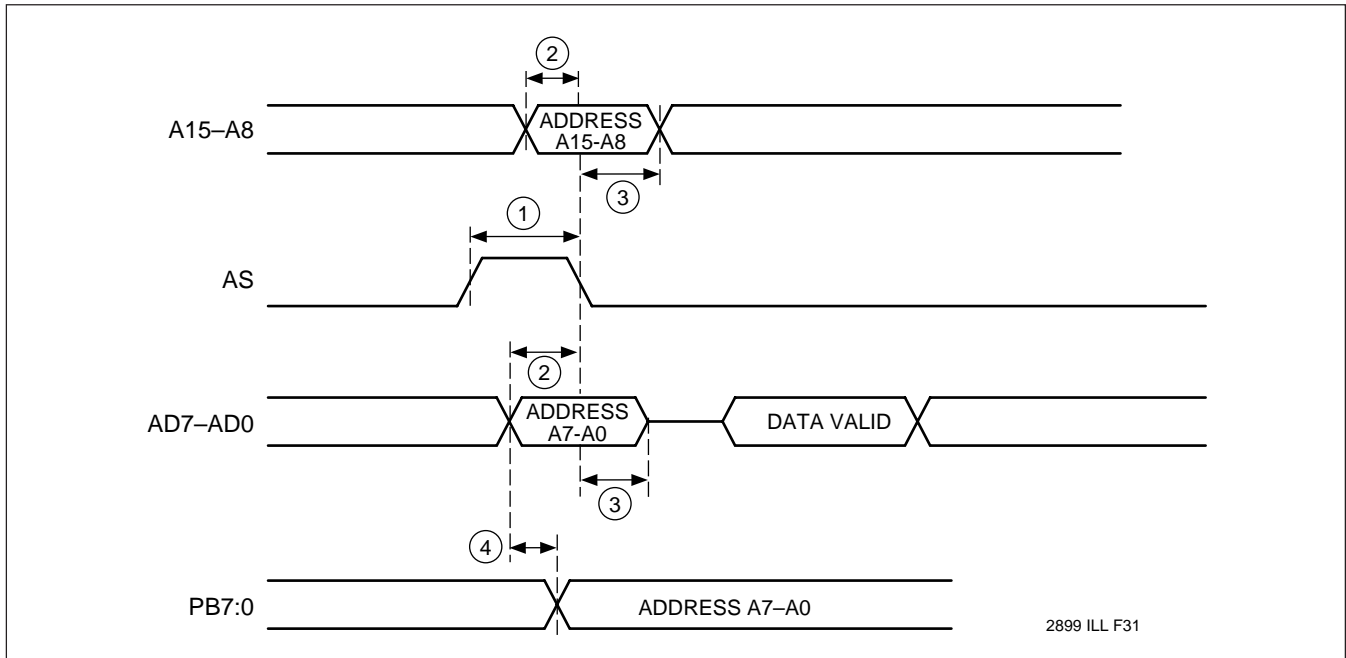 2
A15–A8
ADDRESS
A15-A8
3
1
AS
2
AD7–AD0
ADDRESS
A7-A0
DATA VALID
3
4
PB7:0
ADDRESS A7–A0
2899 ILL F31